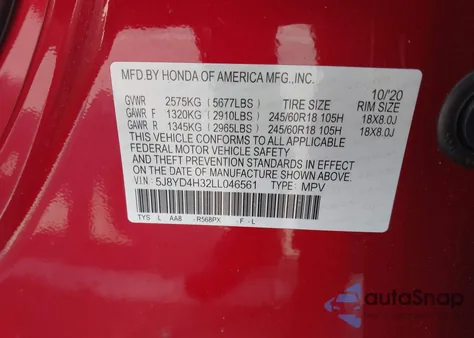 MFD.BY HONDA OF AMERICA MFG.,INC.
10/'20
GVWR 2575KG (5677LBS) TIRE SIZE RIM SIZE
GAWR F 1320KG (2910LBS) 245/60R18 105H 18X8.0J
GAWR R 1345KG (2965LBS) 245/60R18 105H 18X8.0J
THIS VEHICLE CONFORMS TO ALL APPLICABLE
FEDERAL MOTOR VEHICLE SAFETY
AND THEFT PREVENTION STANDARDS IN EFFECT
ON THE DATE OF MANUFACTURE SHOWN ABOVE.
V.I.N: 5J8YD4H32LL046561 TYPE: MPV
TYS L AA8 -R568PX -F-L
autoSnap